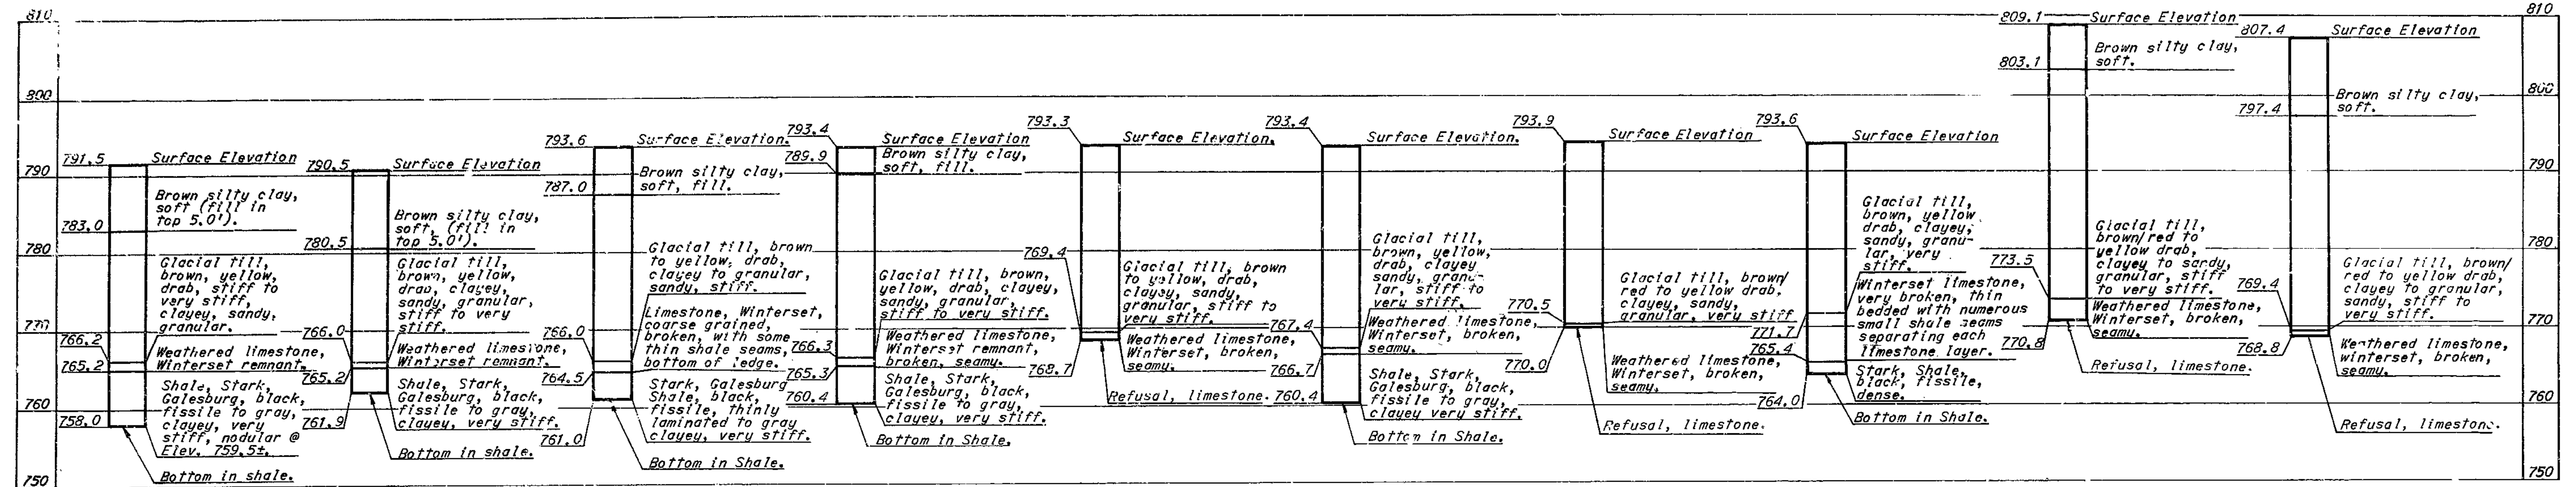 810
800
790
780
770
760
750
791.5
Surface Elevation
Brown silty clay,
soft (fill in
top 5.0').
783.0
Glacial till,
brown, yellow,
drab, stiff to
very stiff,
clayey, sandy,
granular.
766.2
Weathered limestone,
Winterset remnant.
765.2
Shale, Stark,
Galesburg, black,
fissile to gray,
clayey, very
stiff, nodular @
Elev. 759.5±.
758.0
Bottom in shale.
790.5
Surface Elevation
Brown silty clay,
soft, (fill in
top 5.0').
780.5
Glacial till,
brown, yellow,
drab, clayey,
sandy, granular,
stiff to very
stiff.
766.0
Weathered limestone,
Winterset remnant.
765.2
Shale, Stark,
Galesburg, black,
fissile to gray,
clayey, very stiff.
761.9
Bottom in shale.
793.6
Surface Elevation.
Brown silty clay,
soft, fill.
787.0
Glacial till, brown
to yellow, drab,
clayey to granular,
sandy, stiff.
766.0
Limestone, Winterset,
coarse grained,
broken, with some
thin shale seams,
bottom of ledge.
764.5
Stark, Galesburg
Shale, black,
fissile, thinly
laminated to gray
clayey, very stiff.
761.0
Bottom in Shale.
793.4
Surface Elevation
789.9
Brown silty clay,
soft, fill.
Glacial till, brown,
yellow, drab, clayey,
sandy, granular,
stiff to very stiff.
766.3
Weathered limestone,
Winterset remnant,
broken, seamy.
765.3
Shale, Stark,
Galesburg, black,
fissile to gray,
clayey, very stiff.
760.4
Bottom in Shale.
793.3
Surface Elevation.
769.4
Glacial till, brown
to yellow, drab,
clayey, sandy,
granular, stiff to
very stiff.
Weathered limestone,
Winterset, broken,
seamy.
768.7
Refusal, limestone.
793.4
Surface Elevation.
Glacial till,
brown, yellow,
drab, clayey
sandy, granu-
lar, stiff to
very stiff.
767.4
Weathered limestone,
Winterset, broken,
seamy.
766.7
Shale, Stark,
Galesburg, black,
fissile to gray,
clayey very stiff.
760.4
Bottom in Shale.
793.9
Surface Elevation
Glacial till, brown/
red to yellow drab,
clayey, sandy,
granular, very stiff
770.5
Weathered limestone,
Winterset, broken,
seamy.
770.0
Refusal, limestone.
793.6
Surface Elevation
Glacial till,
brown, yellow
drab, clayey,
sandy, granu-
lar, very
stiff.
771.7
Winterset limestone,
very broken, thin
bedded with numerous
small shale seams
separating each
limestone layer.
765.4
Stark, Shale,
black, fissile,
dense.
764.0
Bottom in Shale.
809.1
Surface Elevation
Brown silty clay,
soft.
803.1
Glacial till,
brown/red to
yellow drab,
clayey to sandy,
granular, stiff
to very stiff.
773.5
Weathered limestone,
Winterset, broken,
seamy.
770.8
Refusal, limestone.
807.4
Surface Elevation
Brown silty clay,
soft.
797.4
Glacial till, brown/
red to yellow drab,
clayey to granular,
sandy, stiff to
very stiff.
769.4
Weathered limestone,
winterset, broken,
seamy.
768.8
Refusal, limestone.
810
800
790
780
770
760
750